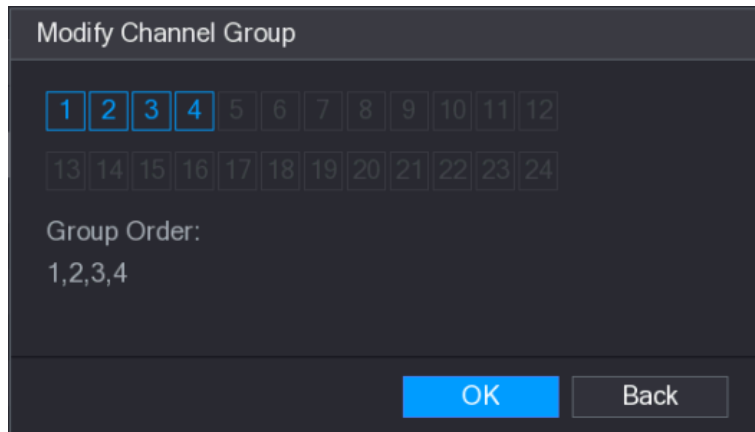 Modify Channel Group
1 2 3 4 5 6 7 8 9 10 11 12
13 14 15 16 17 18 19 20 21 22 23 24
Group Order:
1,2,3,4
OK Back